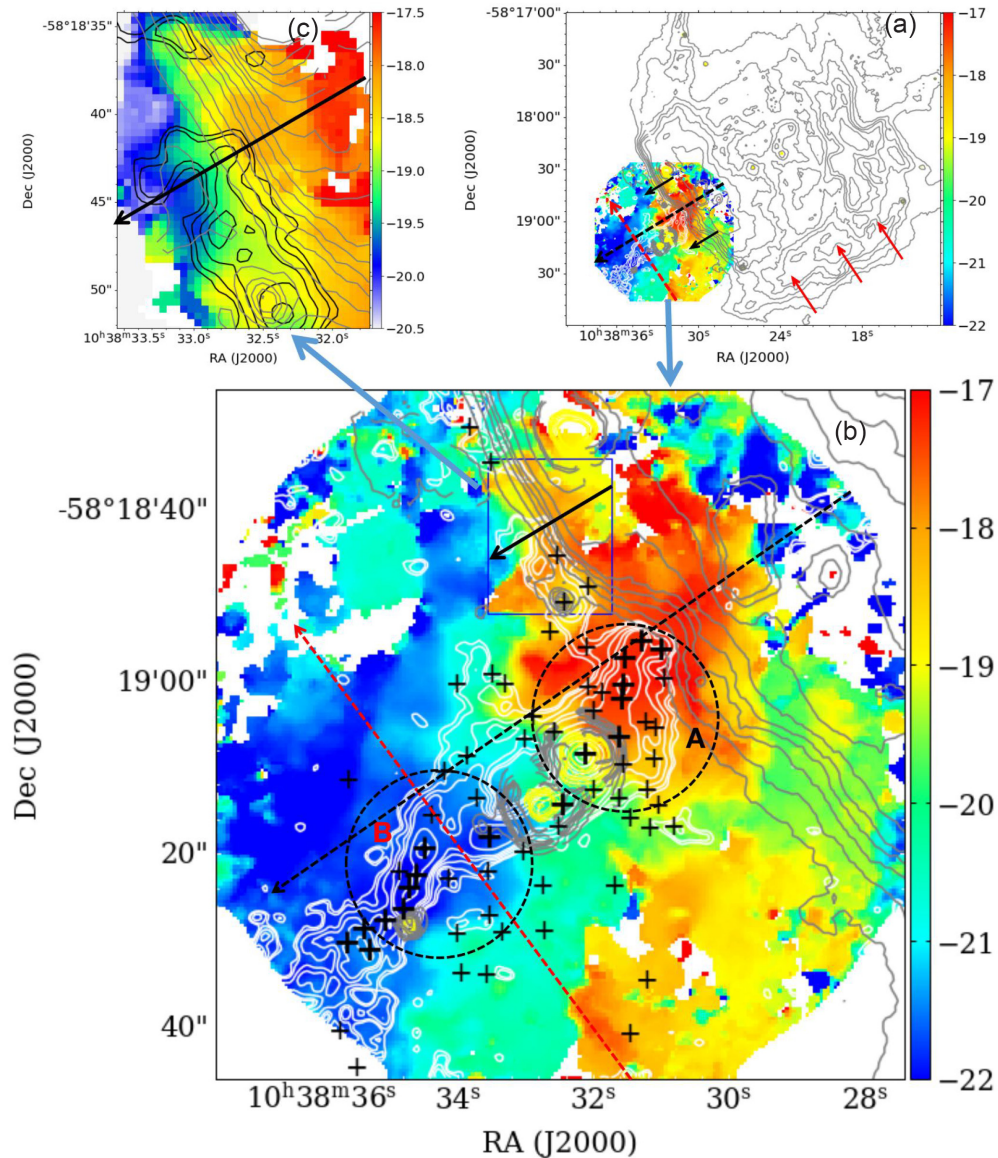 (c)
-58°18'35"
40"
45"
50"
Dec (J2000)
10ʰ38ᵐ33.5ˢ 33.0ˢ 32.5ˢ 32.0ˢ
RA (J2000)
-17.5
-18.0
-18.5
-19.0
-19.5
-20.0
-20.5
(a)
-58°17'00"
30"
18'00"
30"
19'00"
30"
Dec (J2000)
10ʰ38ᵐ36ˢ 30ˢ 24ˢ 18ˢ
RA (J2000)
-17
-18
-19
-20
-21
-22
(b)
A
B
-58°18'40"
19'00"
20"
40"
Dec (J2000)
10ʰ38ᵐ36ˢ 34ˢ 32ˢ 30ˢ 28ˢ
RA (J2000)
-17
-18
-19
-20
-21
-22